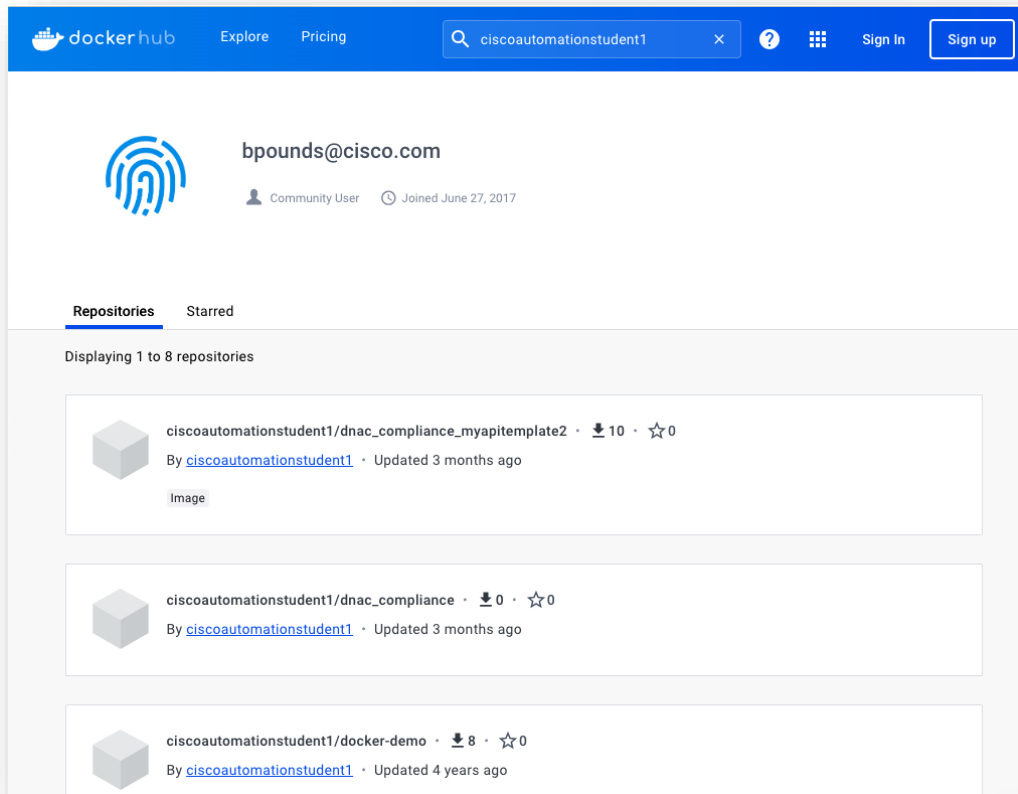 dockerhub Explore Pricing ciscoautomationstudent1 × ? Sign In Sign up
bpounds@cisco.com
Community User Joined June 27, 2017
Repositories Starred
Displaying 1 to 8 repositories
ciscoautomationstudent1/dnac_compliance_myapitemplate2 · 10 · 0
By ciscoautomationstudent1 · Updated 3 months ago
Image
ciscoautomationstudent1/dnac_compliance · 0 · 0
By ciscoautomationstudent1 · Updated 3 months ago
ciscoautomationstudent1/docker-demo · 8 · 0
By ciscoautomationstudent1 · Updated 4 years ago